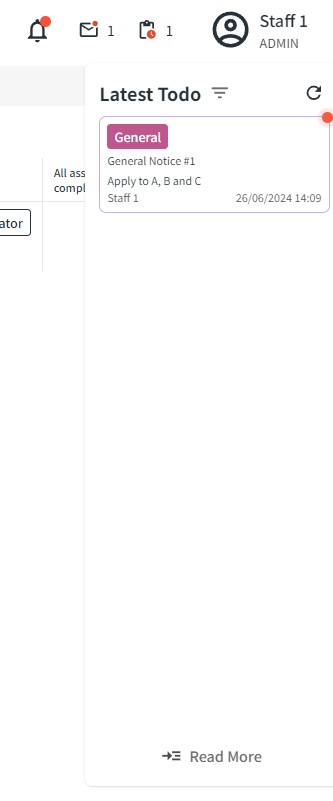 1
1
Staff 1
ADMIN
Latest Todo
All ass
compl
ator
General
General Notice #1
Apply to A, B and C
Staff 1
26/06/2024 14:09
Read More